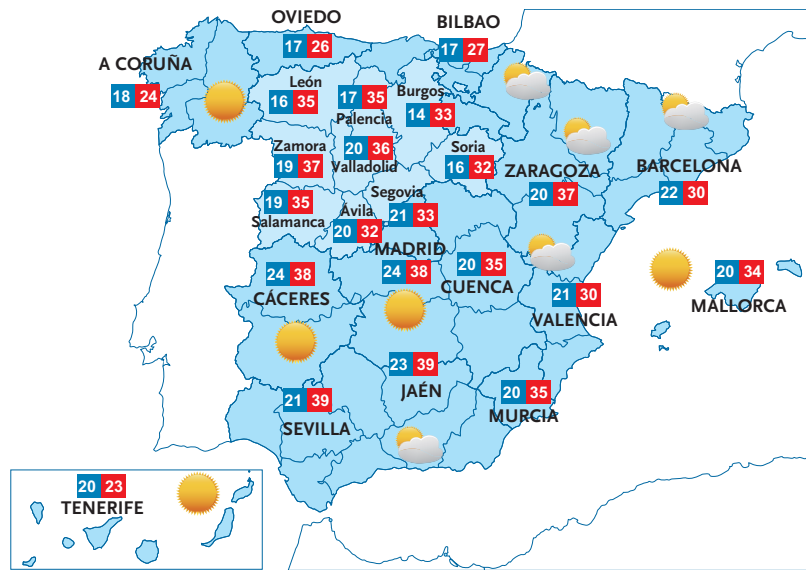 OVIEDO
17 26
BILBAO
17 27
A CORUÑA
18 24
León
16 35
17 35
Palencia
Burgos
14 33
Zamora
19 37
20 36
Valladolid
Soria
16 32
ZARAGOZA
20 37
BARCELONA
22 30
19 35
Salamanca
Ávila
20 32
Segovia
21 33
MADRID
24 38
24 38
CÁCERES
20 35
CUENCA
21 30
VALENCIA
20 34
MALLORCA
23 39
JAÉN
21 39
SEVILLA
20 35
MURCIA
20 23
TENERIFE